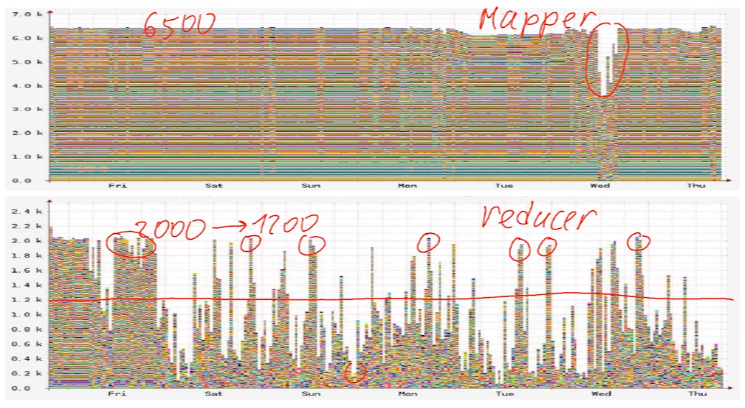 7.0 k
6500
Mapper
6.0 k
5.0 k
4.0 k
3.0 k
2.0 k
1.0 k
0.0
Fri Sat Sun Mon Tue Wed Thu
2.4 k
2000 → 1200
reducer
2.0 k
1.8 k
1.6 k
1.4 k
1.2 k
1.0 k
0.8 k
0.6 k
0.4 k
0.2 k
0.0
Fri Sat Sun Mon Tue Wed Thu